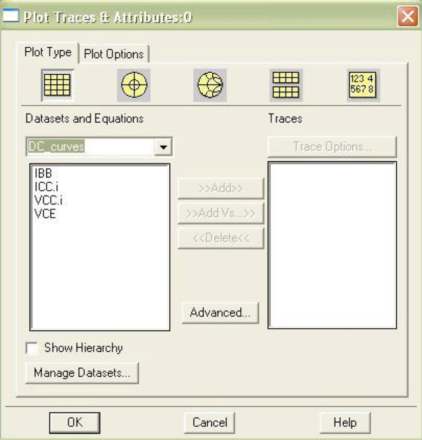 Plot Traces & Attributes:0
Plot Type
Plot Options
123 4
567 8
Datasets and Equations
Traces
DC_curves
Trace Options...
IBB
ICC.i
VCC.i
VCE
>>Add>>
>>Add Vs...>>
<<Delete<<
Advanced...
Show Hierarchy
Manage Datasets...
OK
Cancel
Help